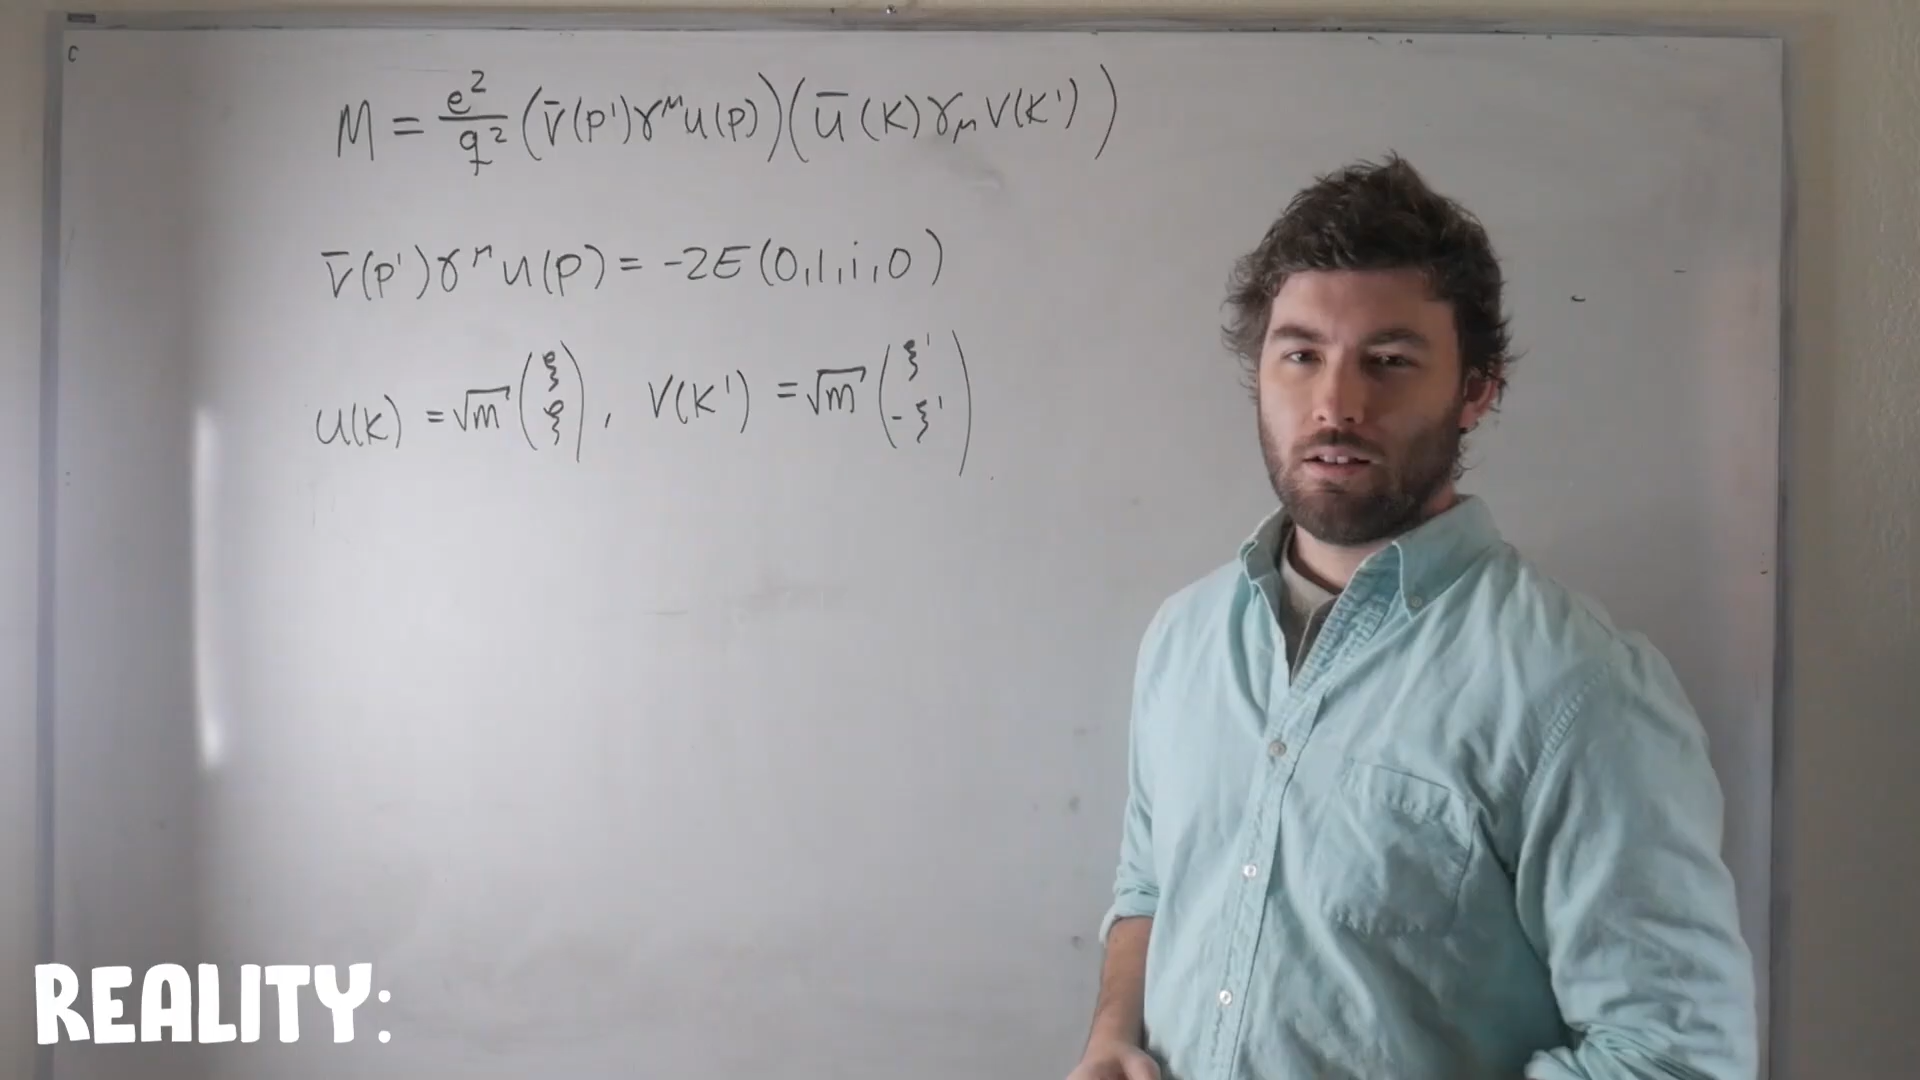 C
M = e²/q² (v̄(p')γ^μ u(p))(ū(k)γ_μ v(k'))
v̄(p')γ^μ u(p) = -2E(0,1,i,0)
u(k) = √m (ξ ξ), v(k') = √m (ξ' -ξ')
REALITY: